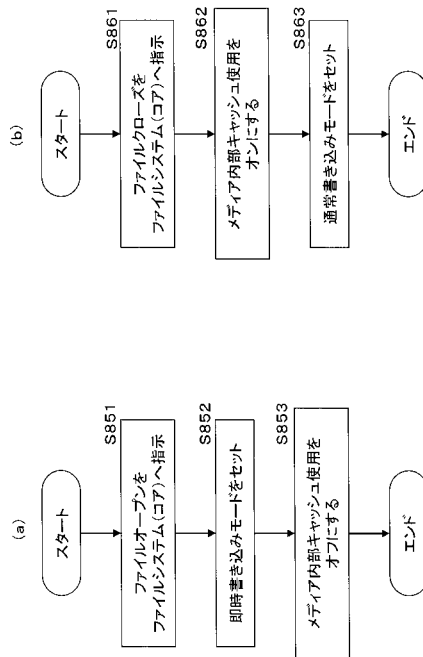 (a)
スタート
S851
ファイルオープンを
ファイルシステム(コア)へ指示
S852
即時書き込みモードをセット
S853
メディア内部キャッシュ使用を
オフにする
エンド
(b)
スタート
S861
ファイルクローズを
ファイルシステム(コア)へ指示
S862
メディア内部キャッシュ使用を
オンにする
S863
通常書き込みモードをセット
エンド